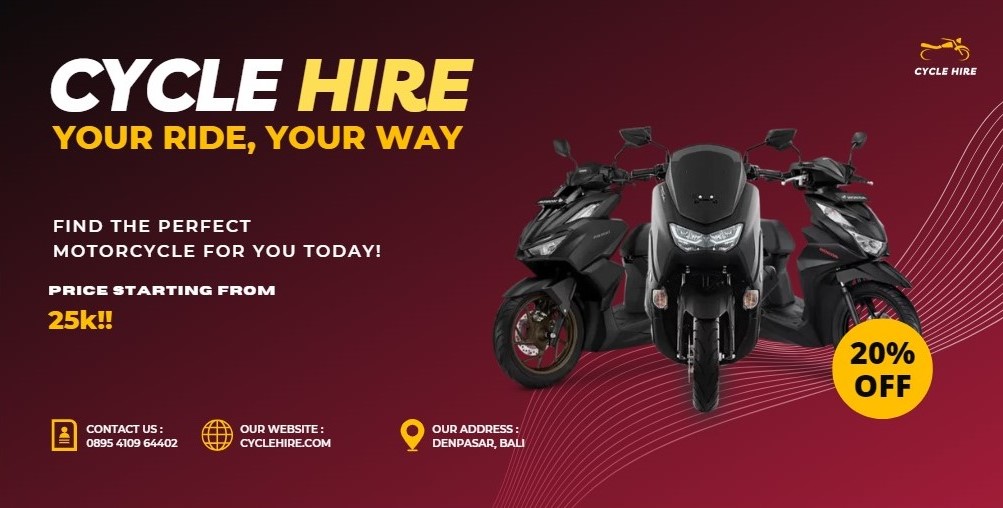 CYCLE HIRE
YOUR RIDE, YOUR WAY
CYCLE HIRE
FIND THE PERFECT
MOTORCYCLE FOR YOU TODAY!
PRICE STARTING FROM
25k!!
20%
OFF
CONTACT US :
0895 4109 64402
OUR WEBSITE :
CYCLEHIRE.COM
OUR ADDRESS :
DENPASAR, BALI